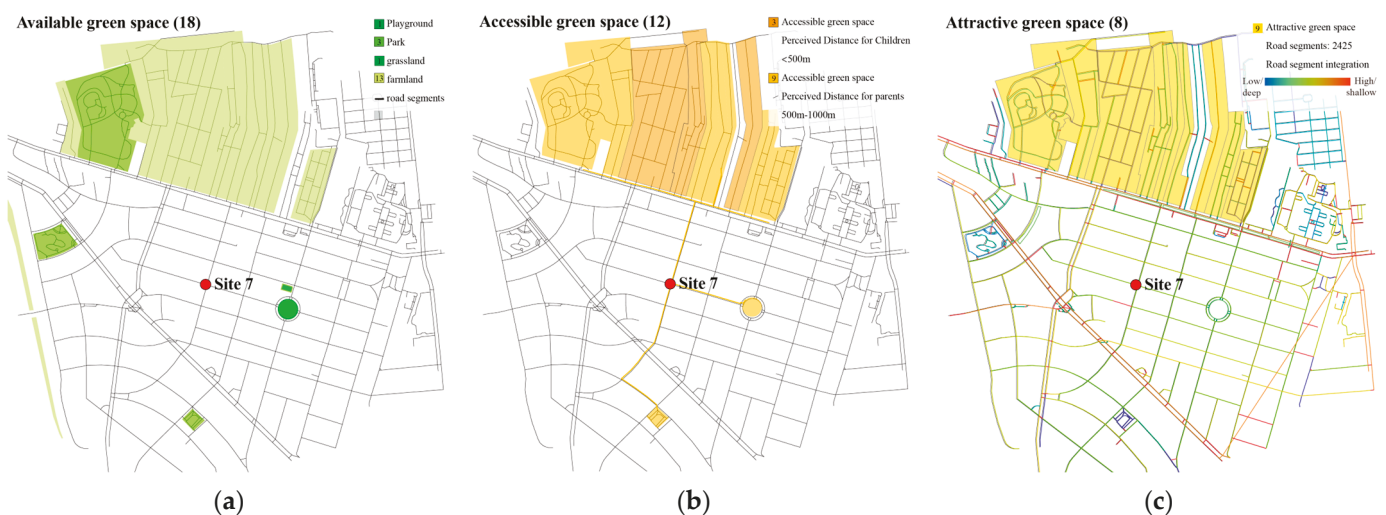 Available green space (18)
1 Playground
3 Park
1 grassland
13 farmland
road segments
Site 7
(a)
Accessible green space (12)
3 Accessible green space
Perceived Distance for Children
<500m
9 Accessible green space
Perceived Distance for parents
500m-1000m
Site 7
(b)
Attractive green space (8)
9 Attractive green space
Road segments: 2425
Road segment integration
Low/ High/
deep shallow
Site 7
(c)